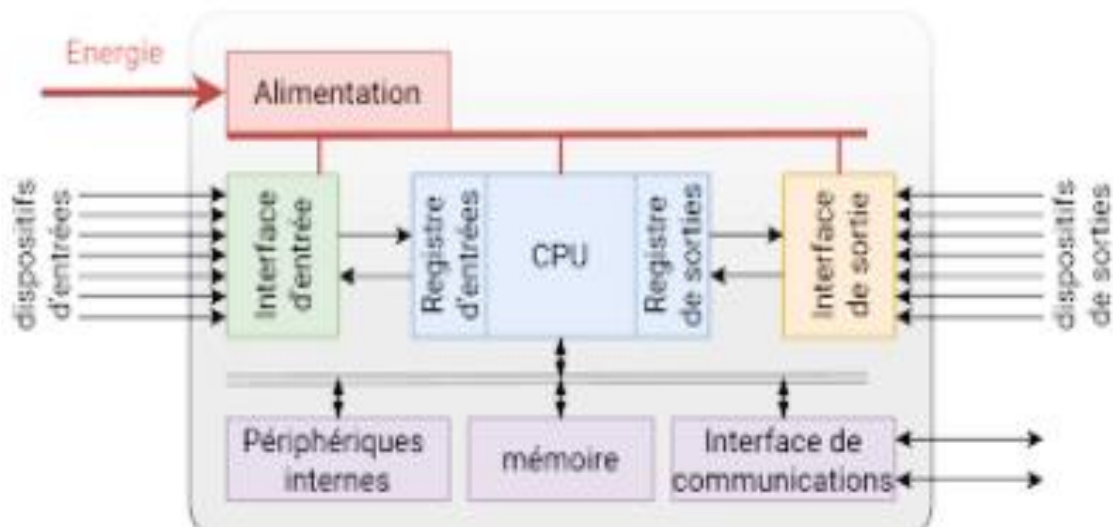 Energie
Alimentation
dispositifs
d'entrées
Interface
d'entrée
Registre
d'entrées
CPU
Registre
de sorties
Interface
de sortie
dispositifs
de sorties
Périphériques
internes
mémoire
Interface de
communications